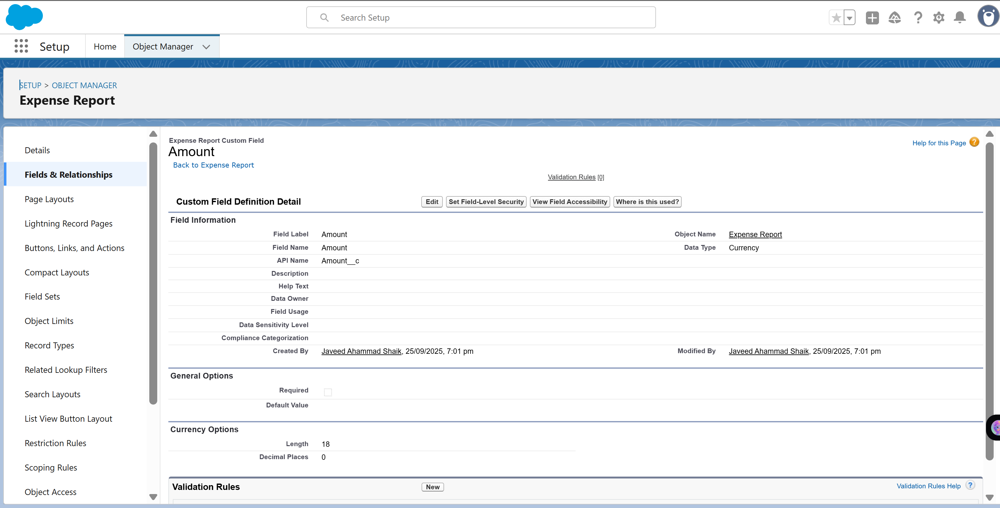 Search Setup
Setup
Home
Object Manager
SETUP > OBJECT MANAGER
Expense Report
Details
Fields & Relationships
Page Layouts
Lightning Record Pages
Buttons, Links, and Actions
Compact Layouts
Field Sets
Object Limits
Record Types
Related Lookup Filters
Search Layouts
List View Button Layout
Restriction Rules
Scoping Rules
Object Access
Expense Report Custom Field
Amount
Back to Expense Report
Help for this Page ?
Validation Rules [0]
Custom Field Definition Detail
Edit
Set Field-Level Security
View Field Accessibility
Where is this used?
Field Information
Field Label Amount
Object Name Expense Report
Field Name Amount
Data Type Currency
API Name Amount__c
Description
Help Text
Data Owner
Field Usage
Data Sensitivity Level
Compliance Categorization
Created By Javeed Ahammad Shaik, 25/09/2025, 7:01 pm
Modified By Javeed Ahammad Shaik, 25/09/2025, 7:01 pm
General Options
Required
Default Value
Currency Options
Length 18
Decimal Places 0
Validation Rules
New
Validation Rules Help ?